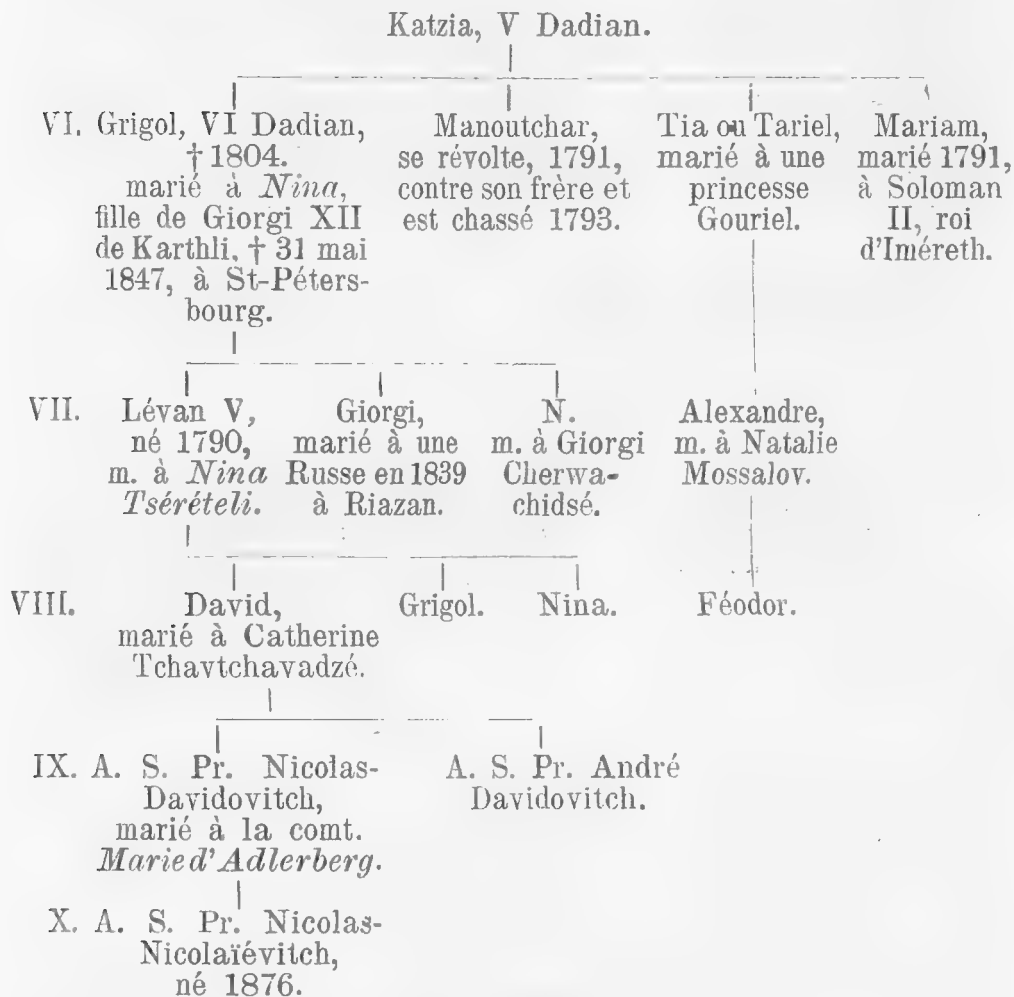 Katzia, V Dadian.
VI. Grigol, VI Dadian,
† 1804.
marié à Nina,
fille de Giorgi XII
de Karthli, † 31 mai
1847, à St-Péters-
bourg.
Manoutchar,
se révolte, 1791,
contre son frère et
est chassé 1793.
Tia ou Tariel,
marié à une
princesse
Gouriel.
Mariam,
marié 1791,
à Soloman
II, roi
d'Iméreth.
VII. Lévan V,
né 1790,
m. à Nina
Tsérételi.
Giorgi,
marié à une
Russe en 1839
à Riazan.
N.
m. à Giorgi
Cherwa-
chidsé.
Alexandre,
m. à Natalie
Mossalov.
VIII. David,
marié à Catherine
Tchavtchavadzé.
Grigol.
Nina.
Féodor.
IX. A. S. Pr. Nicolas-
Davidovitch,
marié à la comt.
Marie d'Adlerberg.
A. S. Pr. André
Davidovitch.
X. A. S. Pr. Nicolas-
Nicolaïévitch,
né 1876.